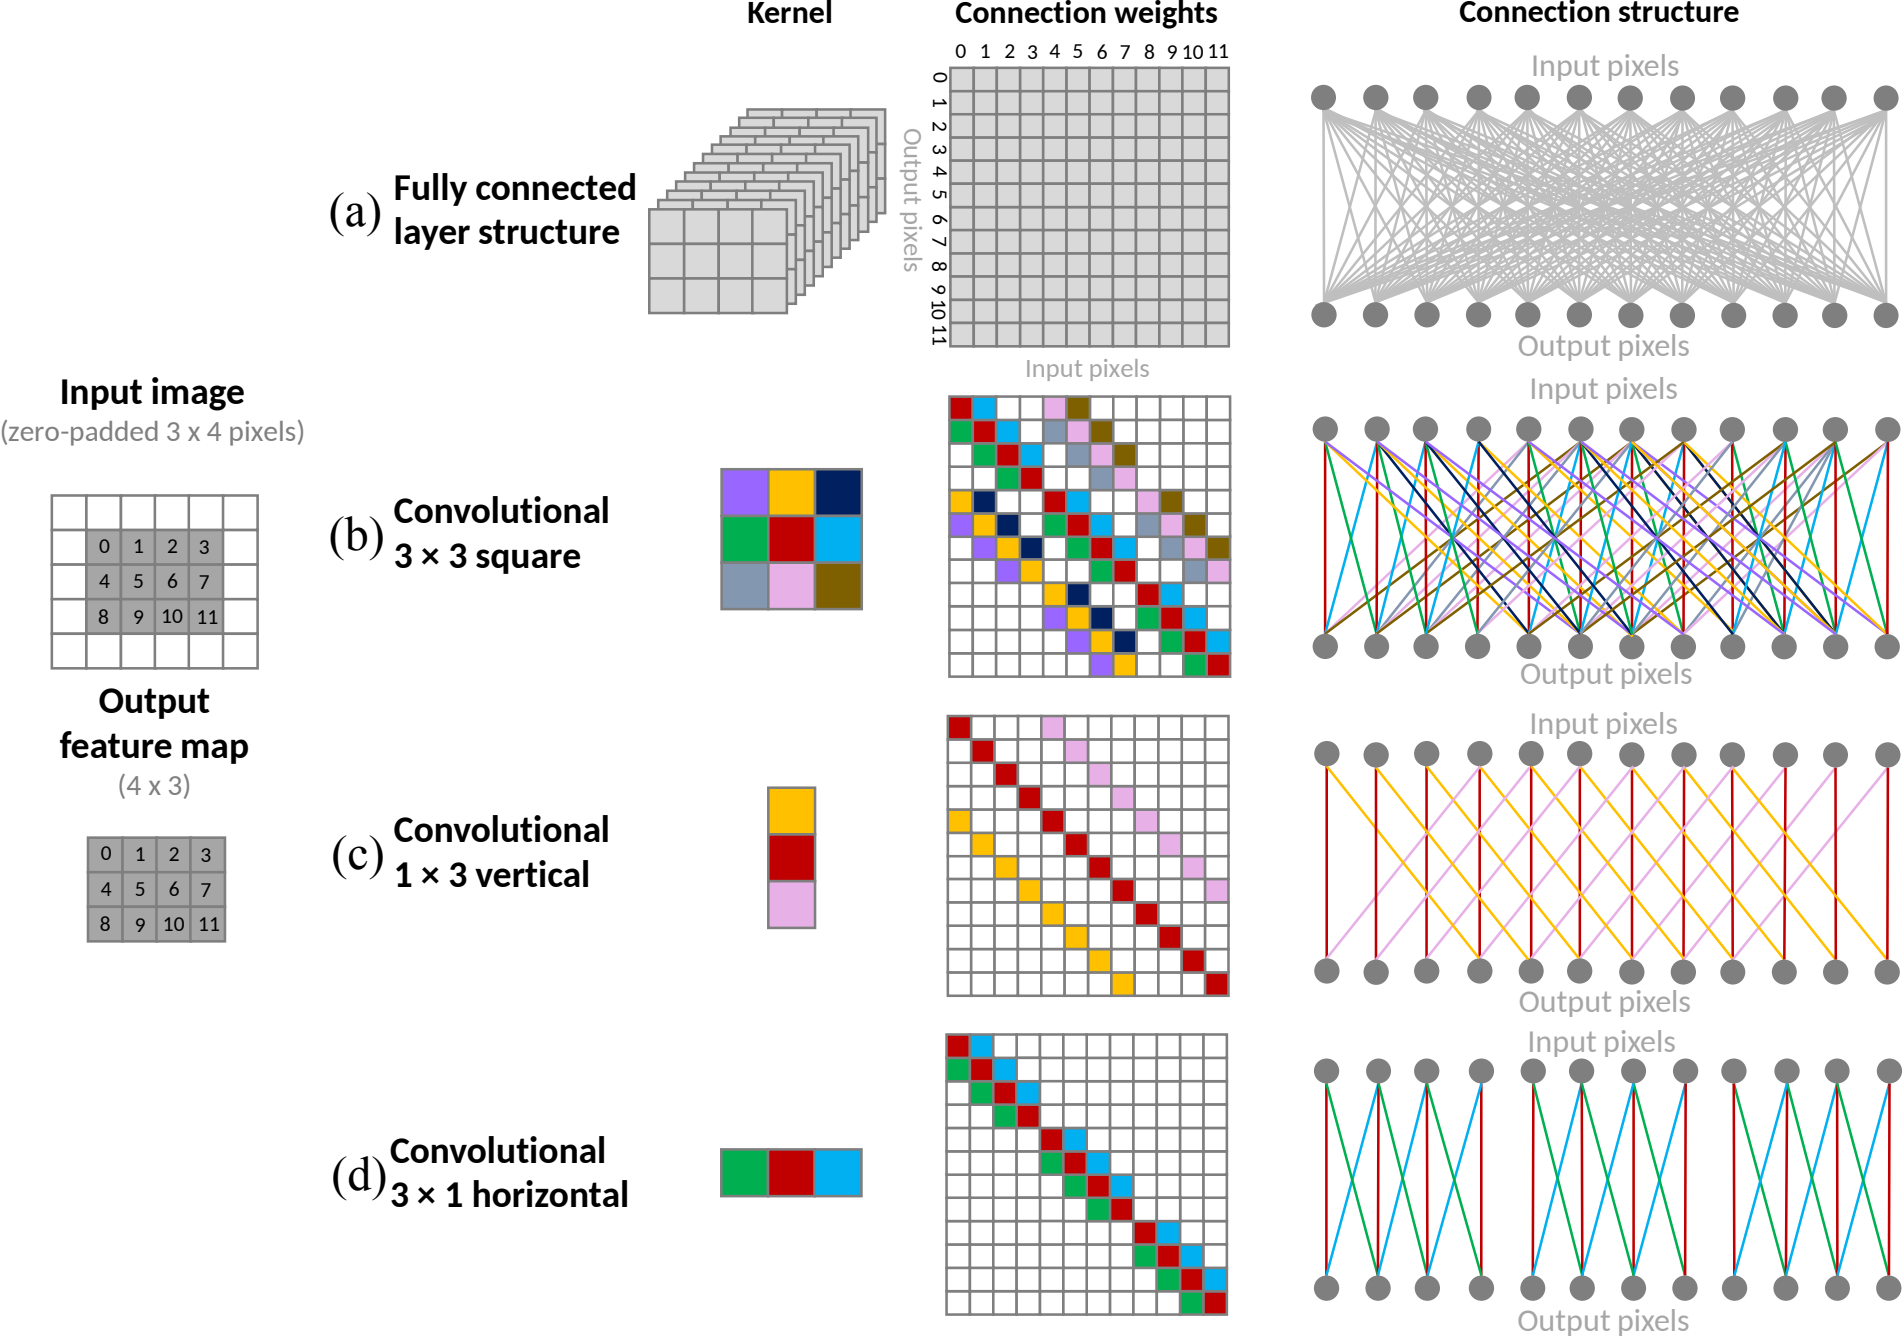 Kernel
Connection weights
Connection structure
0 1 2 3 4 5 6 7 8 9 10 11
0
1
2
3
4
5
6
7
8
9
10
11
Output pixels
Input pixels
Input pixels
Output pixels
(a)
Fully connected
layer structure
Input image
(zero-padded 3 x 4 pixels)
0 1 2 3
4 5 6 7
8 9 10 11
Output
feature map
(4 x 3)
0 1 2 3
4 5 6 7
8 9 10 11
(b)
Convolutional
3 × 3 square
Input pixels
Output pixels
(c)
Convolutional
1 × 3 vertical
Input pixels
Output pixels
(d)
Convolutional
3 × 1 horizontal
Input pixels
Output pixels